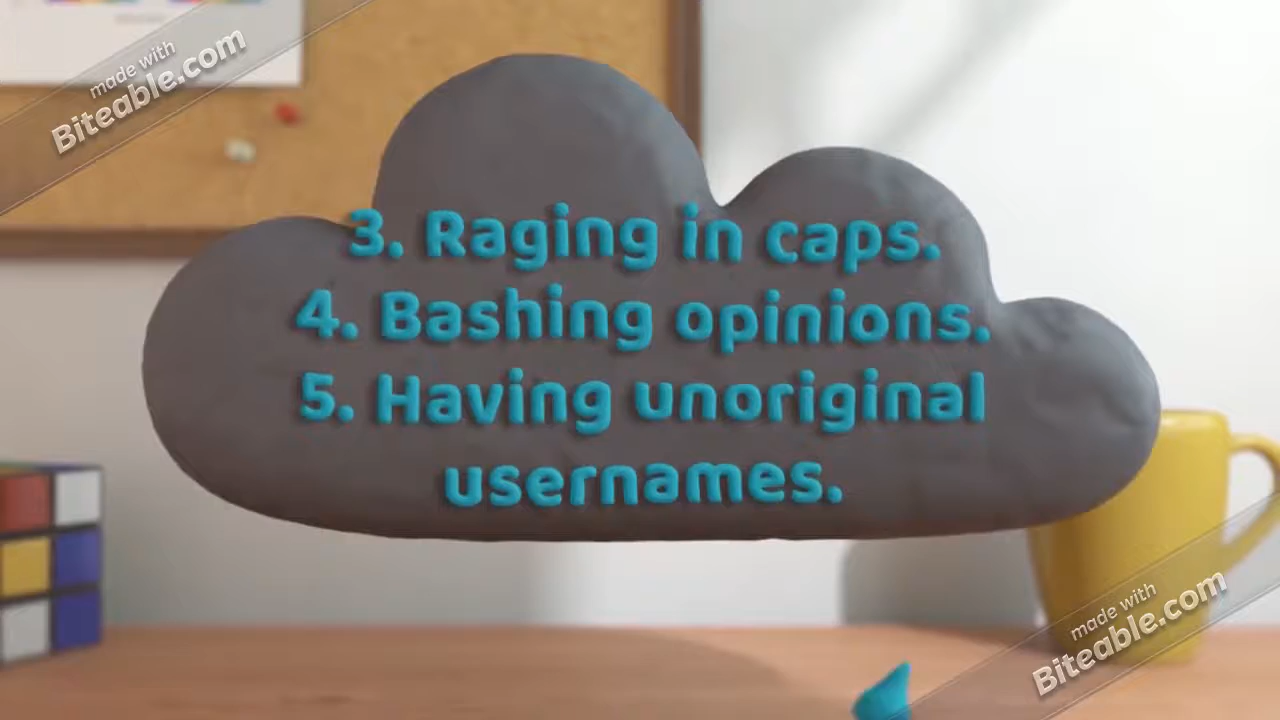 made with
Biteable.com
3. Raging in caps.
4. Bashing opinions.
5. Having unoriginal
usernames.
made with
Biteable.com